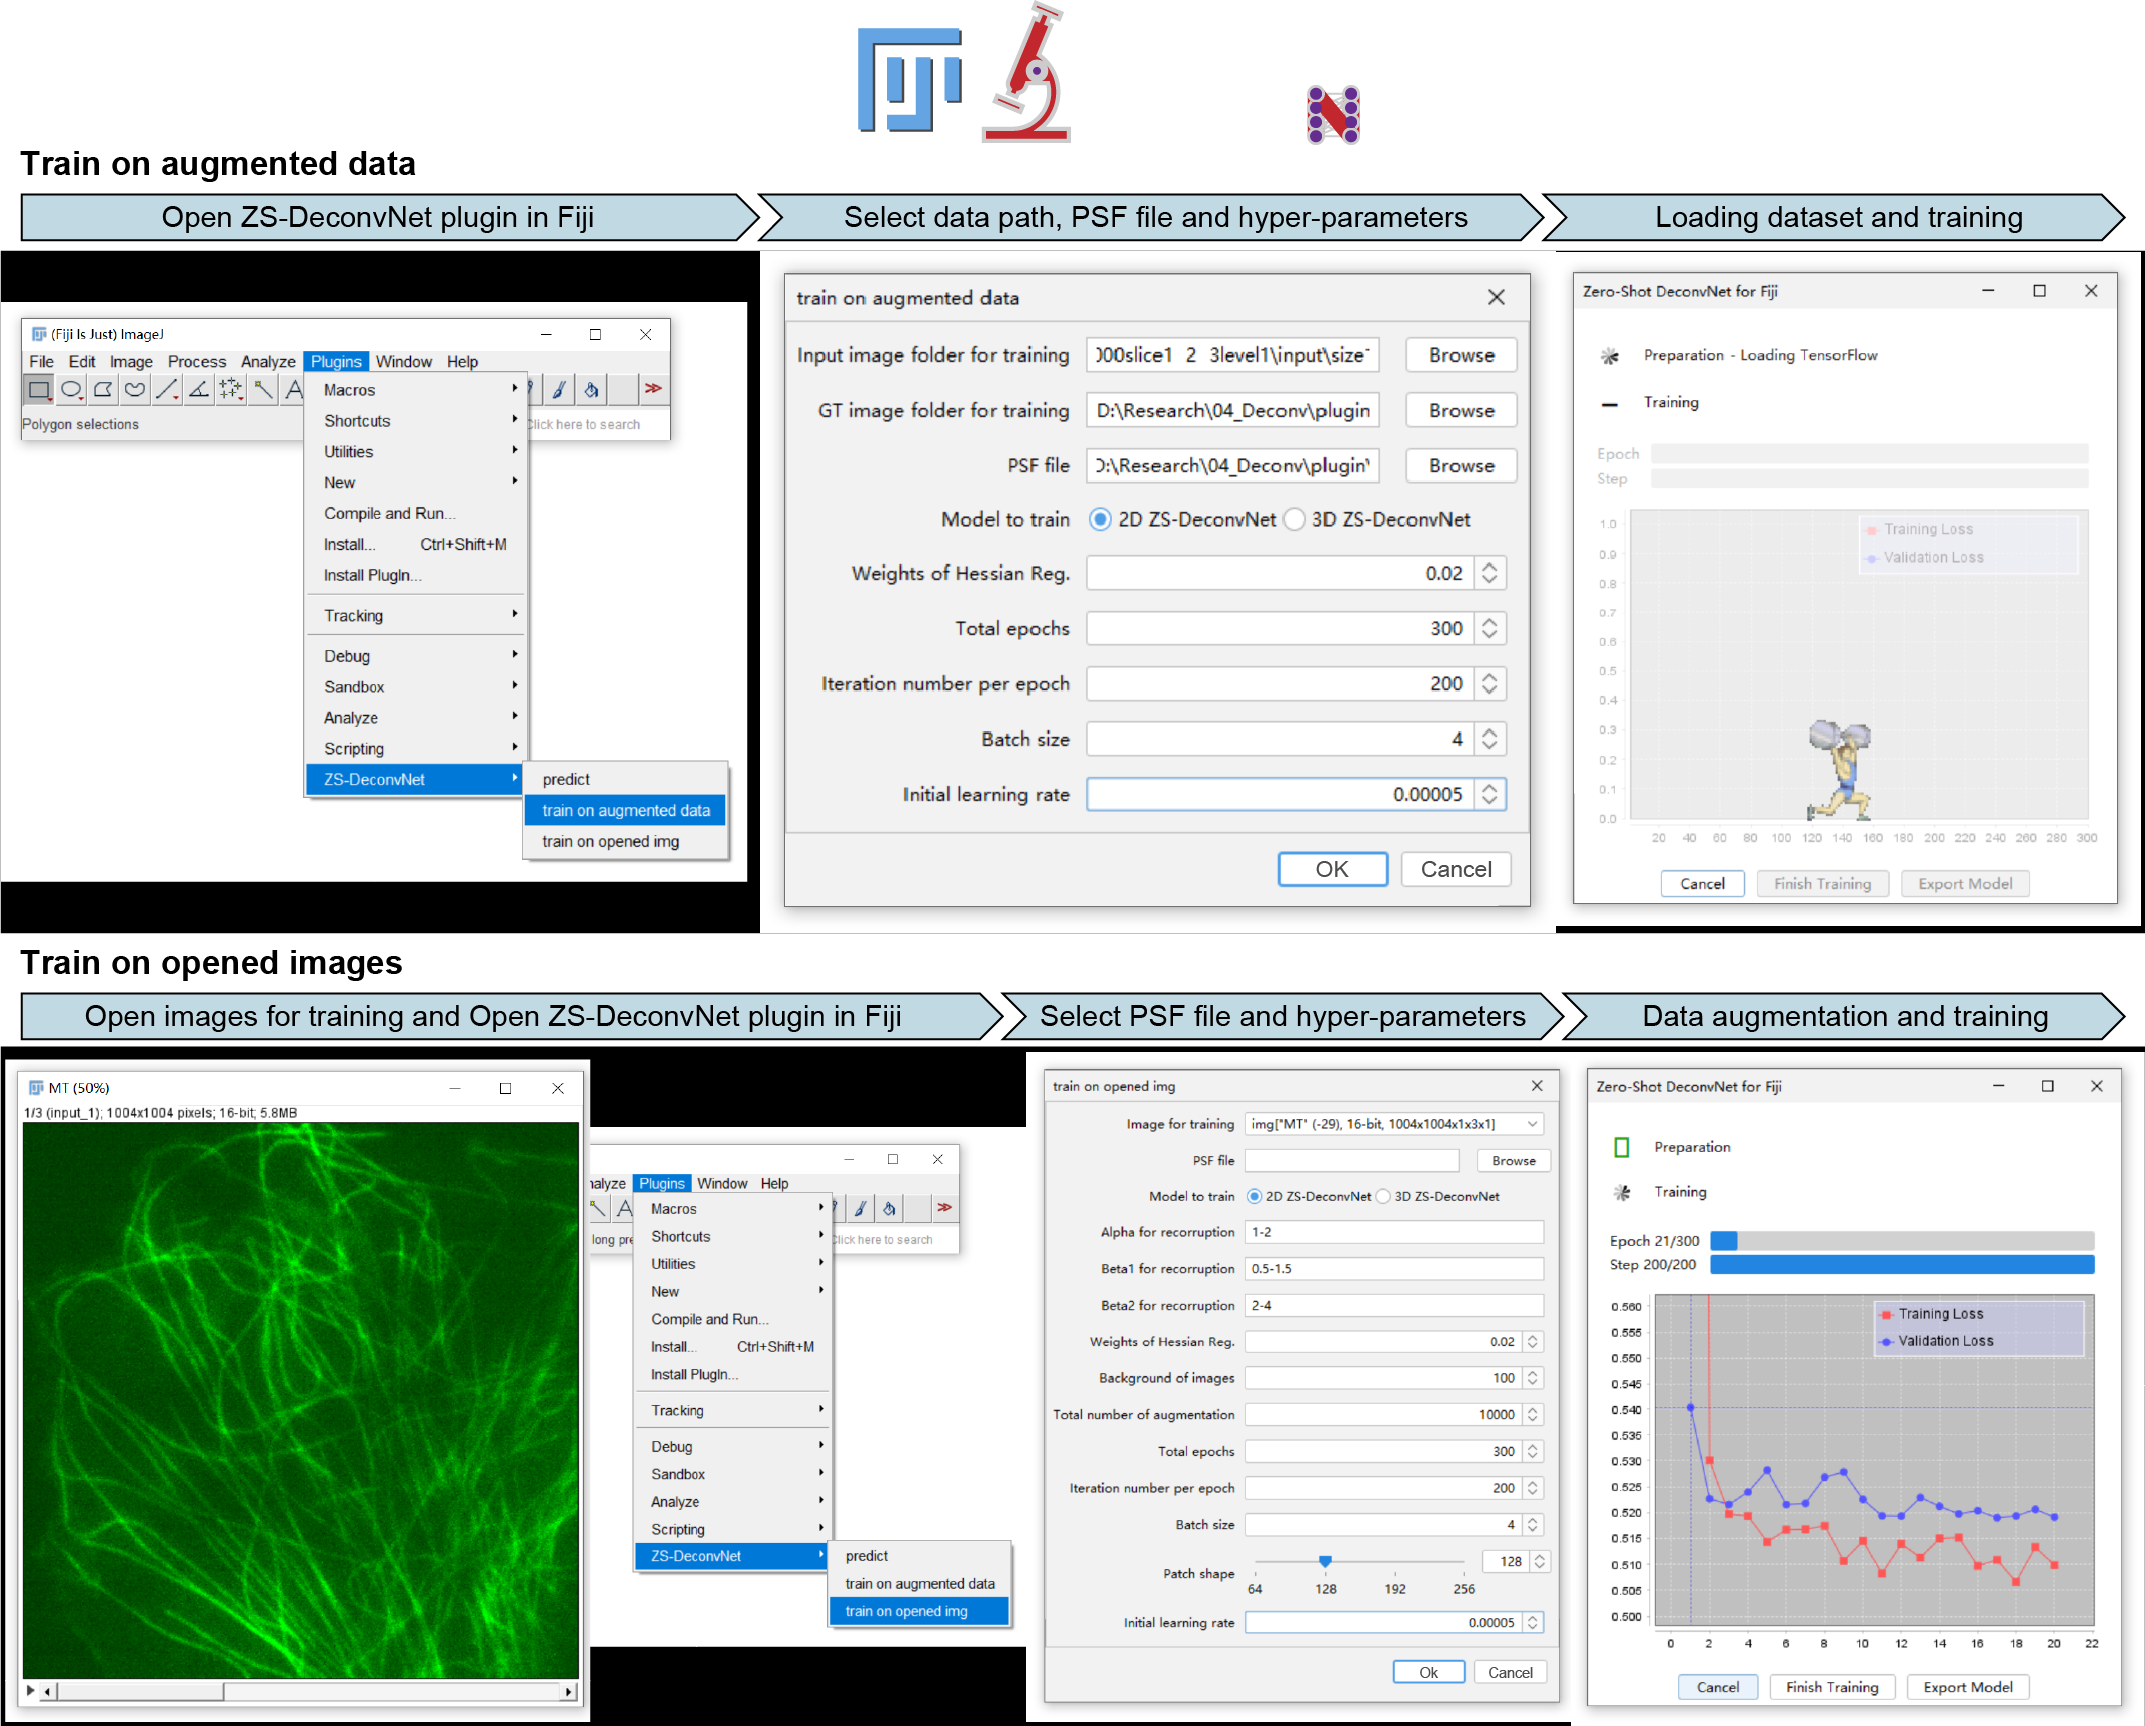 Train on augmented data
Open ZS-DeconvNet plugin in Fiji
Select data path, PSF file and hyper-parameters
Loading dataset and training
(Fiji Is Just) ImageJ
File Edit Image Process Analyze Plugins Window Help
Polygon selections
Click here to search
Macros
Shortcuts
Utilities
New
Compile and Run...
Install... Ctrl+Shift+M
Install PlugIn...
Tracking
Debug
Sandbox
Analyze
Scripting
ZS-DeconvNet
predict
train on augmented data
train on opened img
train on augmented data
Input image folder for training 000slice1 2 3level1\input\size Browse
GT image folder for training D:\Research\04_Deconv\plugin Browse
PSF file D:\Research\04_Deconv\plugin\ Browse
Model to train 2D ZS-DeconvNet 3D ZS-DeconvNet
Weights of Hessian Reg. 0.02
Total epochs 300
Iteration number per epoch 200
Batch size 4
Initial learning rate 0.00005
OK Cancel
Zero-Shot DeconvNet for Fiji
Preparation - Loading TensorFlow
Training
Epoch
Step
Training Loss
Validation Loss
1.0
0.9
0.8
0.7
0.6
0.5
0.4
0.3
0.2
0.1
0.0
20 40 60 80 100 120 140 160 180 200 220 240 260 280 300
Cancel Finish Training Export Model
Train on opened images
Open images for training and Open ZS-DeconvNet plugin in Fiji
Select PSF file and hyper-parameters
Data augmentation and training
MT (50%)
1/3 (input_1); 1004x1004 pixels; 16-bit; 5.8MB
nalyze Plugins Window Help
long pre
Click here to search
Macros
Shortcuts
Utilities
New
Compile and Run...
Install... Ctrl+Shift+M
Install PlugIn...
Tracking
Debug
Sandbox
Analyze
Scripting
ZS-DeconvNet
predict
train on augmented data
train on opened img
train on opened img
Image for training img["MT" (-29), 16-bit, 1004x1004x1x3x1]
PSF file Browse
Model to train 2D ZS-DeconvNet 3D ZS-DeconvNet
Alpha for recorruption 1-2
Beta1 for recorruption 0.5-1.5
Beta2 for recorruption 2-4
Weights of Hessian Reg. 0.02
Background of images 100
Total number of augmentation 10000
Total epochs 300
Iteration number per epoch 200
Batch size 4
Patch shape 128
64 128 192 256
Initial learning rate 0.00005
Ok Cancel
Zero-Shot DeconvNet for Fiji
Preparation
Training
Epoch 21/300
Step 200/200
Training Loss
Validation Loss
0.560
0.555
0.550
0.545
0.540
0.535
0.530
0.525
0.520
0.515
0.510
0.505
0.500
0 2 4 6 8 10 12 14 16 18 20 22
Cancel Finish Training Export Model